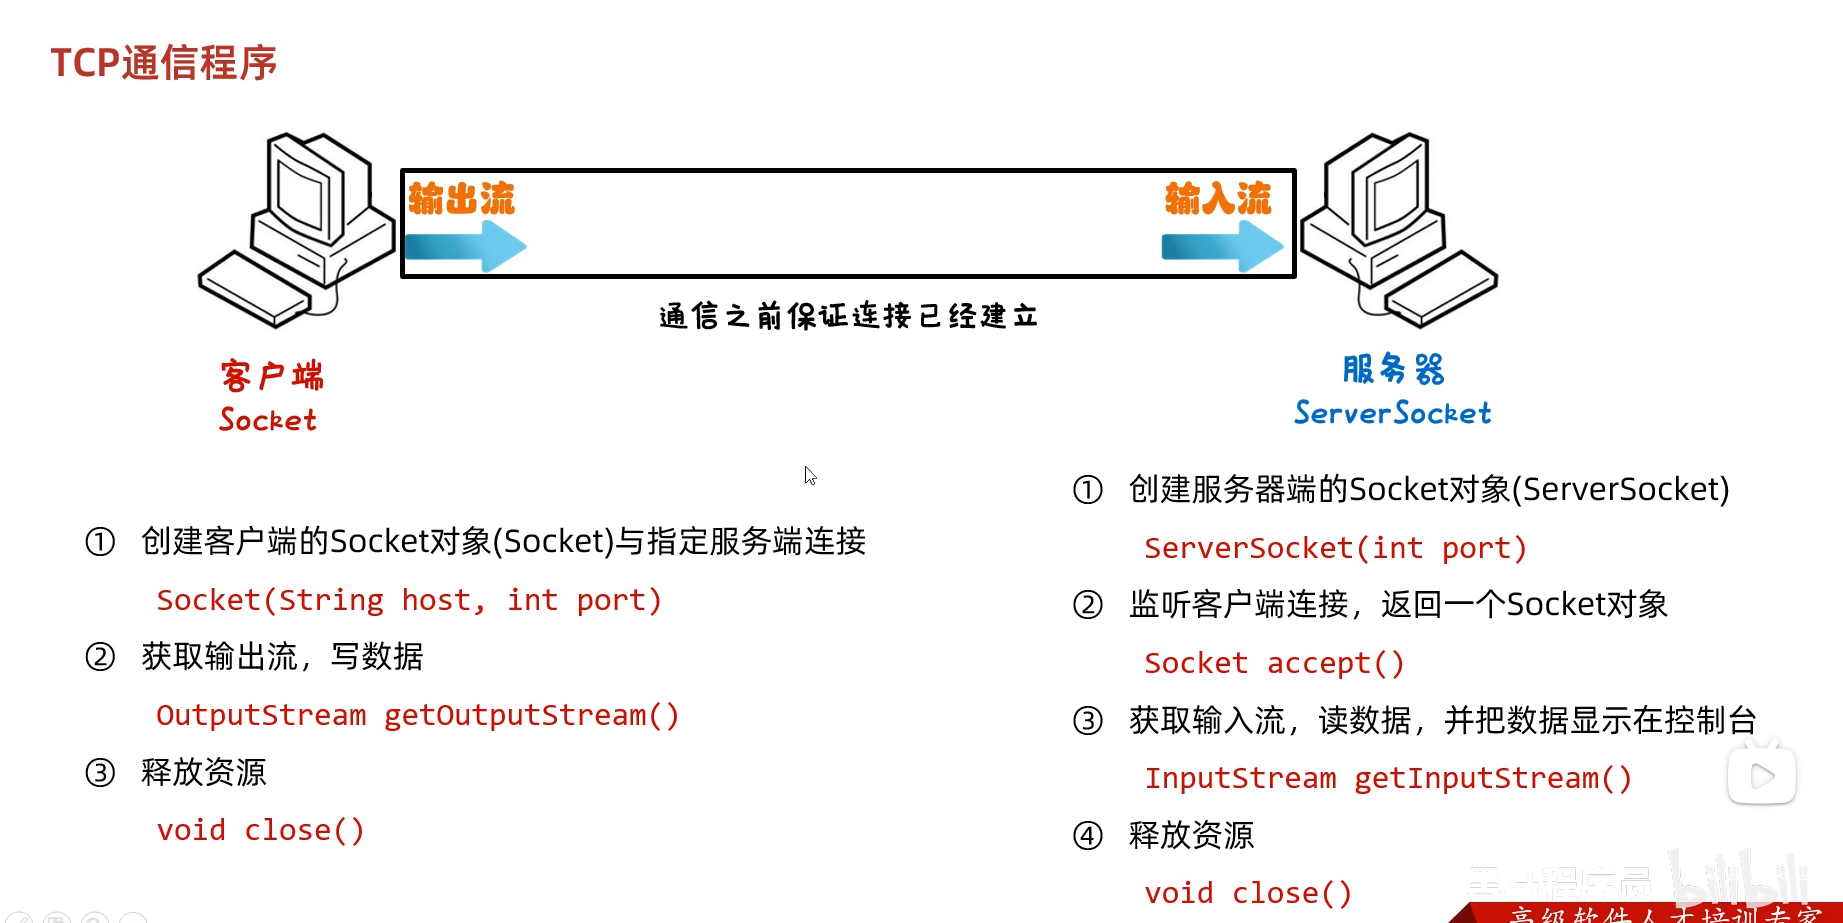 TCP通信程序
输出流
输入流
通信之前保证连接已经建立
客户端
Socket
服务器
ServerSocket
① 创建客户端的Socket对象(Socket)与指定服务端连接
Socket(String host, int port)
② 获取输出流，写数据
OutputStream getOutputStream()
③ 释放资源
void close()
① 创建服务器端的Socket对象(ServerSocket)
ServerSocket(int port)
② 监听客户端连接，返回一个Socket对象
Socket accept()
③ 获取输入流，读数据，并把数据显示在控制台
InputStream getInputStream()
④ 释放资源
void close()
黑马程序员
bilibili
高级软件人才培训专家